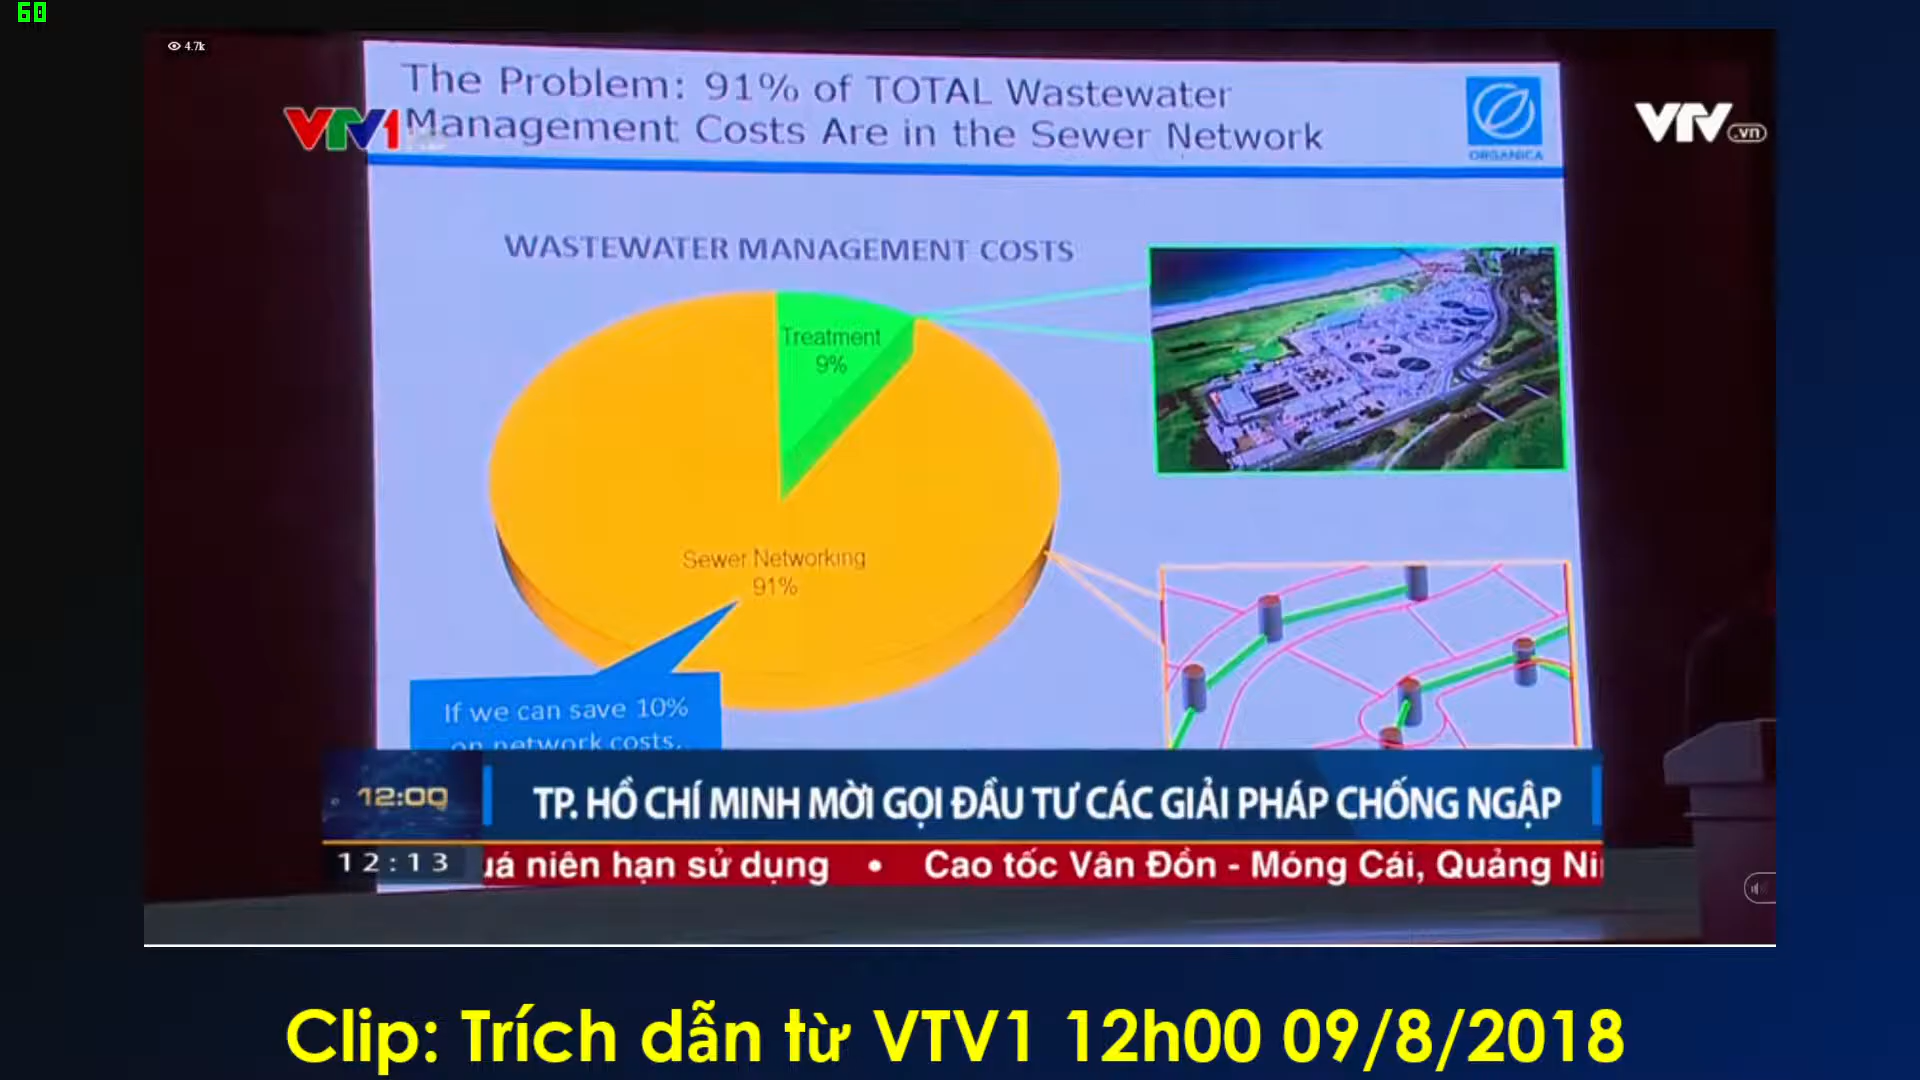 60
4.7k
The Problem: 91% of TOTAL Wastewater
Management Costs Are in the Sewer Network
VTV1
ORGANICA
VTV.vn
WASTEWATER MANAGEMENT COSTS
Treatment
9%
Sewer Networking
91%
If we can save 10%
on network costs,
12:00
TP. HỒ CHÍ MINH MỜI GỌI ĐẦU TƯ CÁC GIẢI PHÁP CHỐNG NGẬP
12:13
uá niên hạn sử dụng • Cao tốc Vân Đồn - Móng Cái, Quảng Ni
Clip: Trích dẫn từ VTV1 12h00 09/8/2018